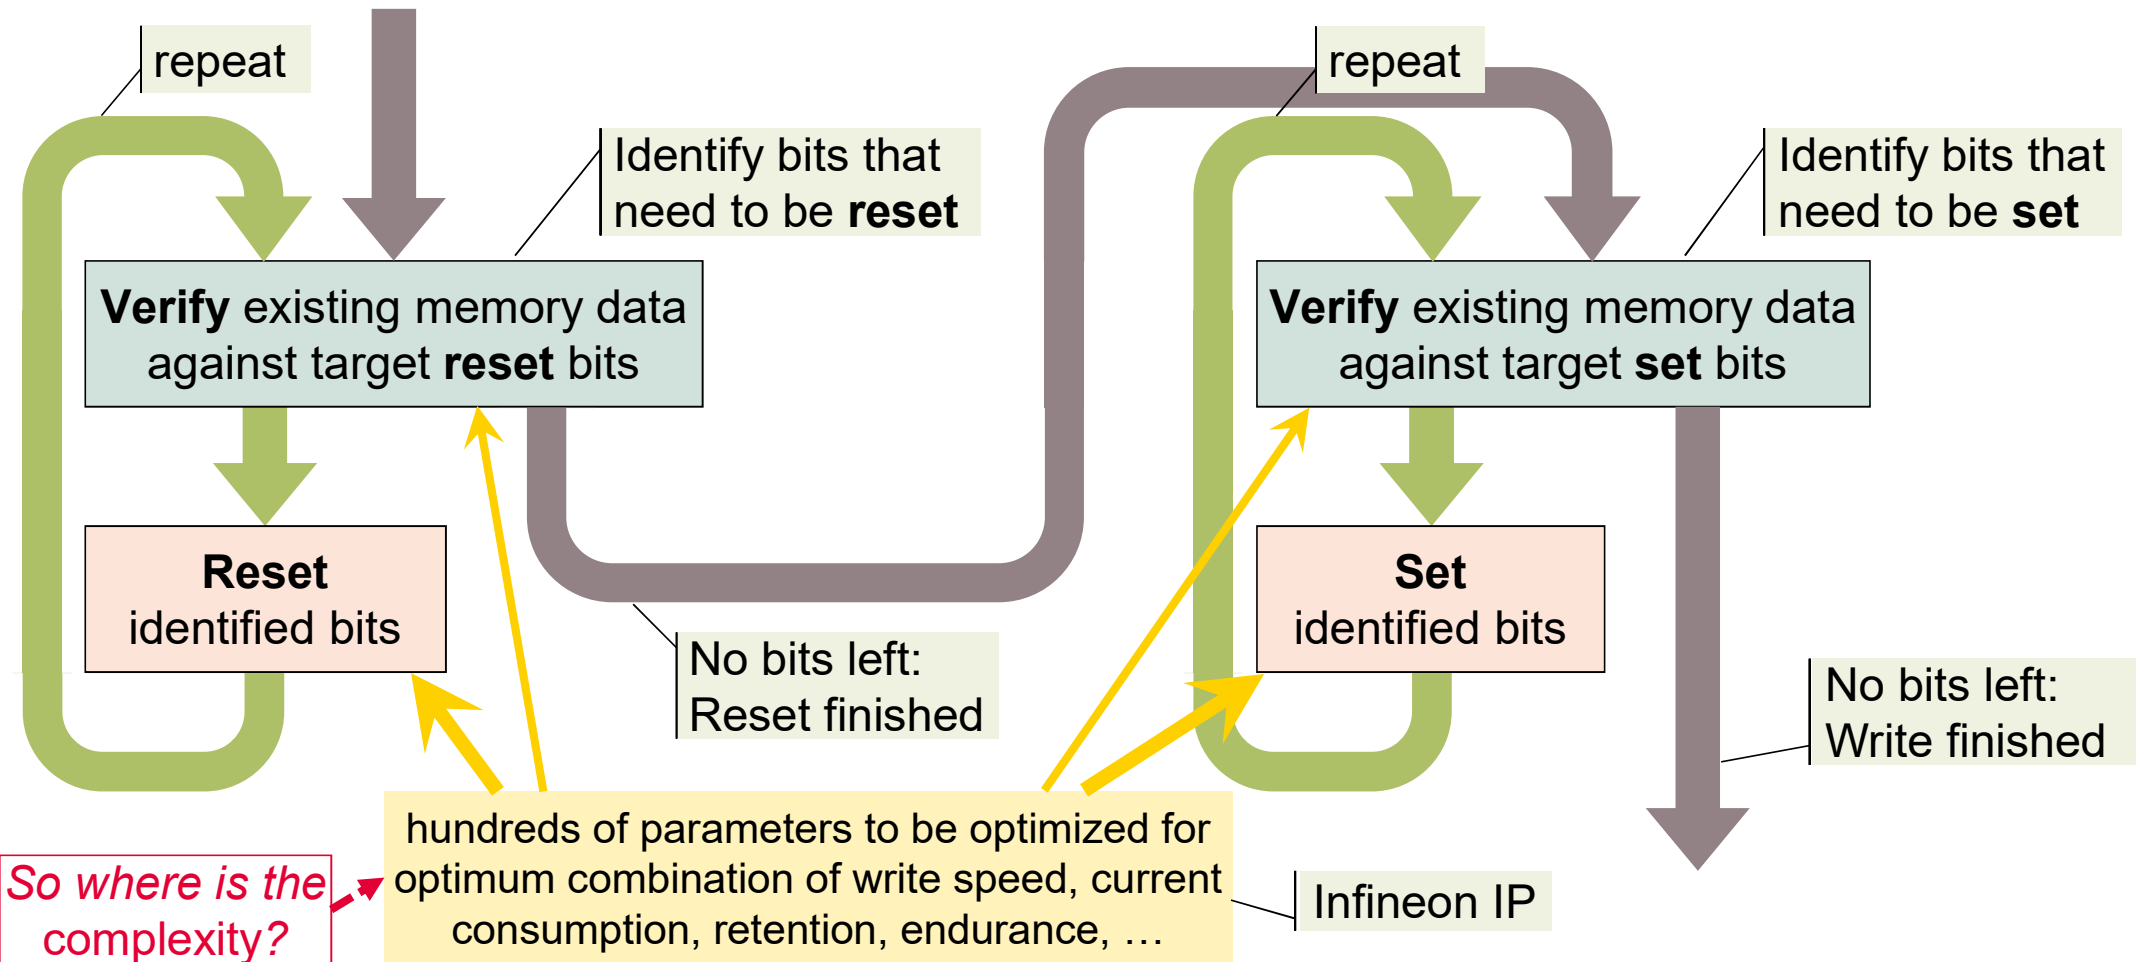 repeat
Identify bits that
need to be reset
Verify existing memory data
against target reset bits
Reset
identified bits
No bits left:
Reset finished
repeat
Identify bits that
need to be set
Verify existing memory data
against target set bits
Set
identified bits
No bits left:
Write finished
So where is the
complexity?
hundreds of parameters to be optimized for
optimum combination of write speed, current
consumption, retention, endurance, …
Infineon IP